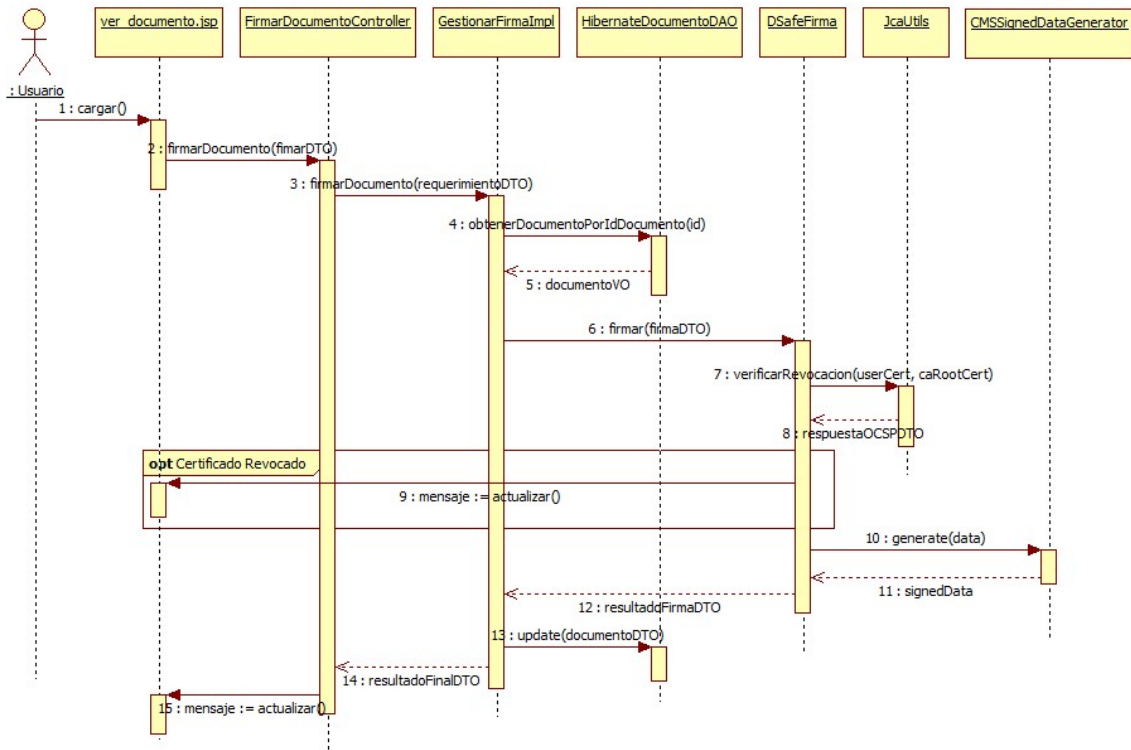 ver_documento.jsp
FirmarDocumentoController
GestionarFirmaImpl
HibernateDocumentoDAO
DSafeFirma
JcaUtils
CMSSignedDataGenerator
: Usuario
1 : cargar()
2 : firmarDocumento(fimarDTO)
3 : firmarDocumento(requerimientoDTO)
4 : obtenerDocumentoPorIdDocumento(id)
5 : documentoVO
6 : firmar(firmaDTO)
7 : verificarRevocacion(userCert, caRootCert)
8 : respuestaOCSPDTO
opt Certificado Revocado
9 : mensaje := actualizar()
10 : generate(data)
11 : signedData
12 : resultadoFirmaDTO
13 : update(documentoDTO)
14 : resultadoFinalDTO
15 : mensaje := actualizar()